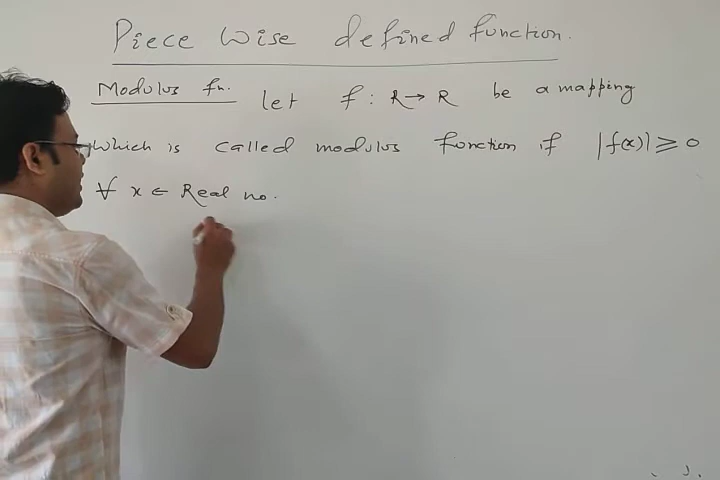 Piece Wise defined function.
Modulus fn. let f : R → R be a mapping
which is called modulus function if |f(x)| ≥ 0
∀ x ∈ Real no.